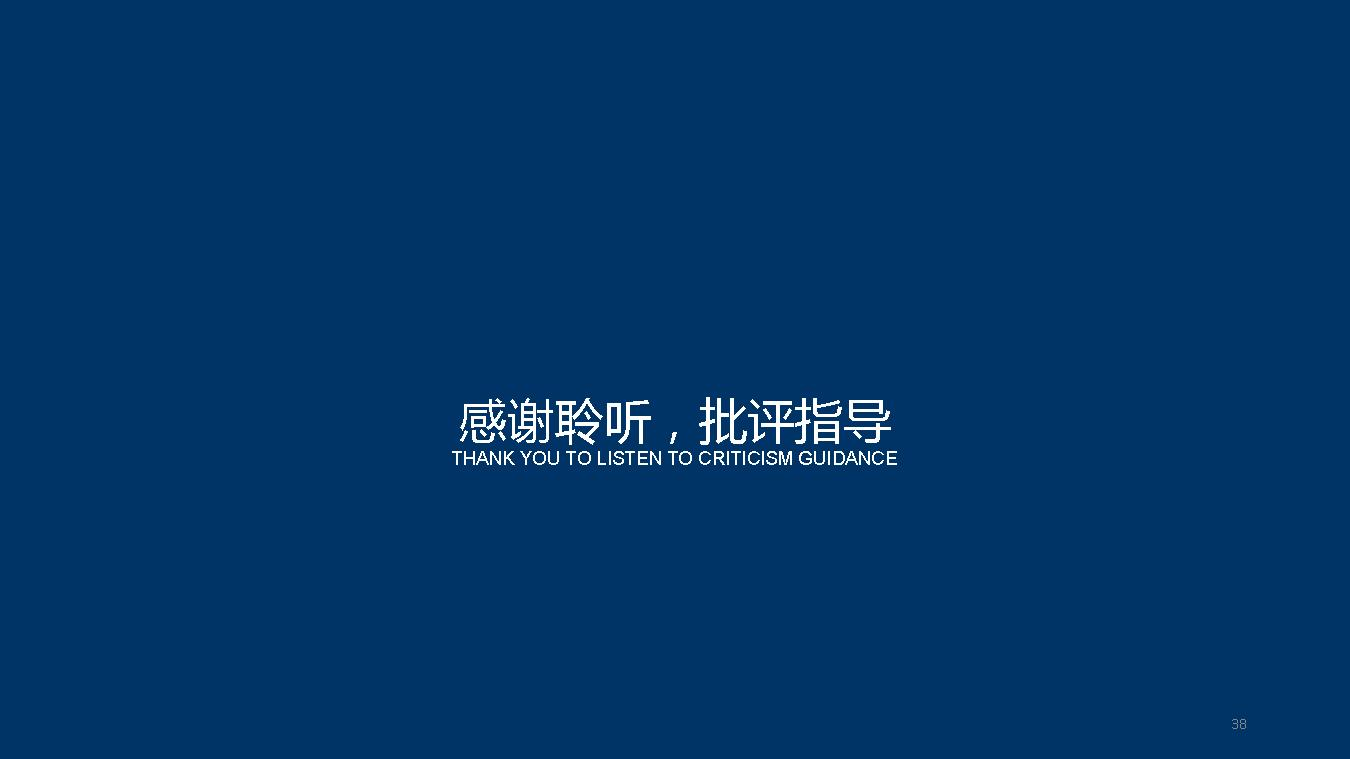 感谢聆听，批评指导
THANK YOU TO LISTEN TO CRITICISM GUIDANCE
38